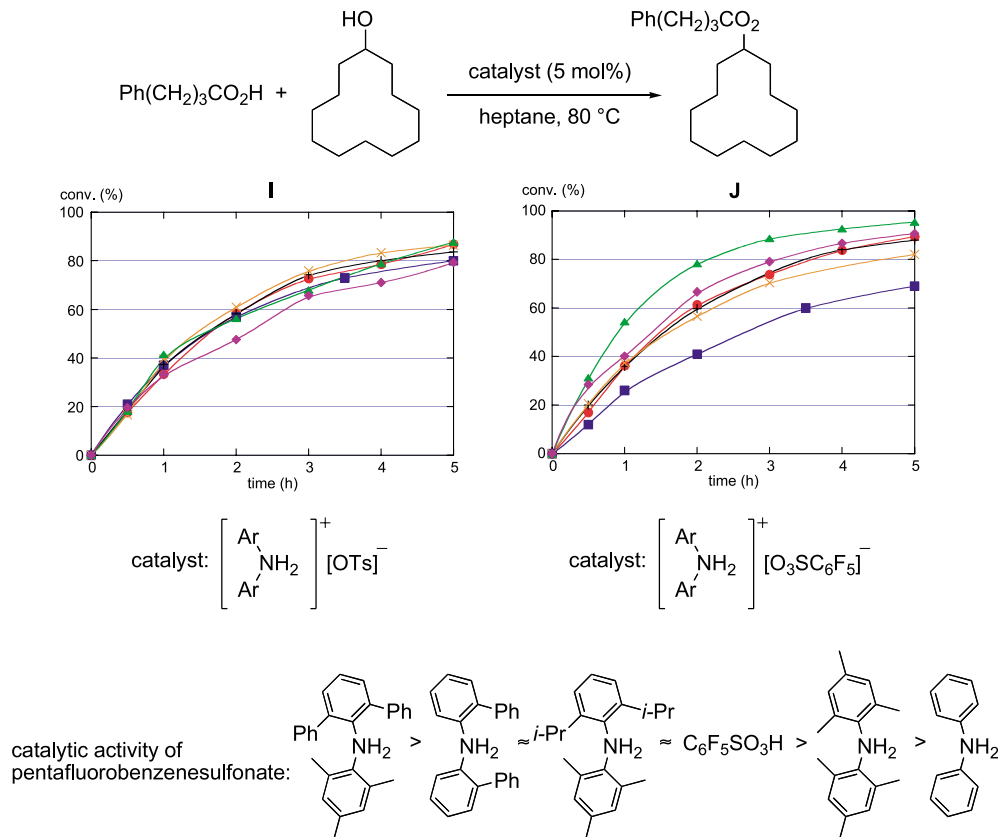 HO
Ph(CH₂)₃CO₂
Ph(CH₂)₃CO₂H +
catalyst (5 mol%)
heptane, 80 °C
I
conv. (%)
100
80
60
40
20
0
0 1 2 3 4 5
time (h)
J
conv. (%)
100
80
60
40
20
0
0 1 2 3 4 5
time (h)
catalyst: [Ar Ar NH₂]⁺ [OTs]⁻
catalyst: [Ar Ar NH₂]⁺ [O₃SC₆F₅]⁻
catalytic activity of
pentafluorobenzenesulfonate:
Ph Ph NH₂ > Ph NH₂ Ph ≈ i-Pr i-Pr NH₂ ≈ C₆F₅SO₃H > NH₂ > NH₂